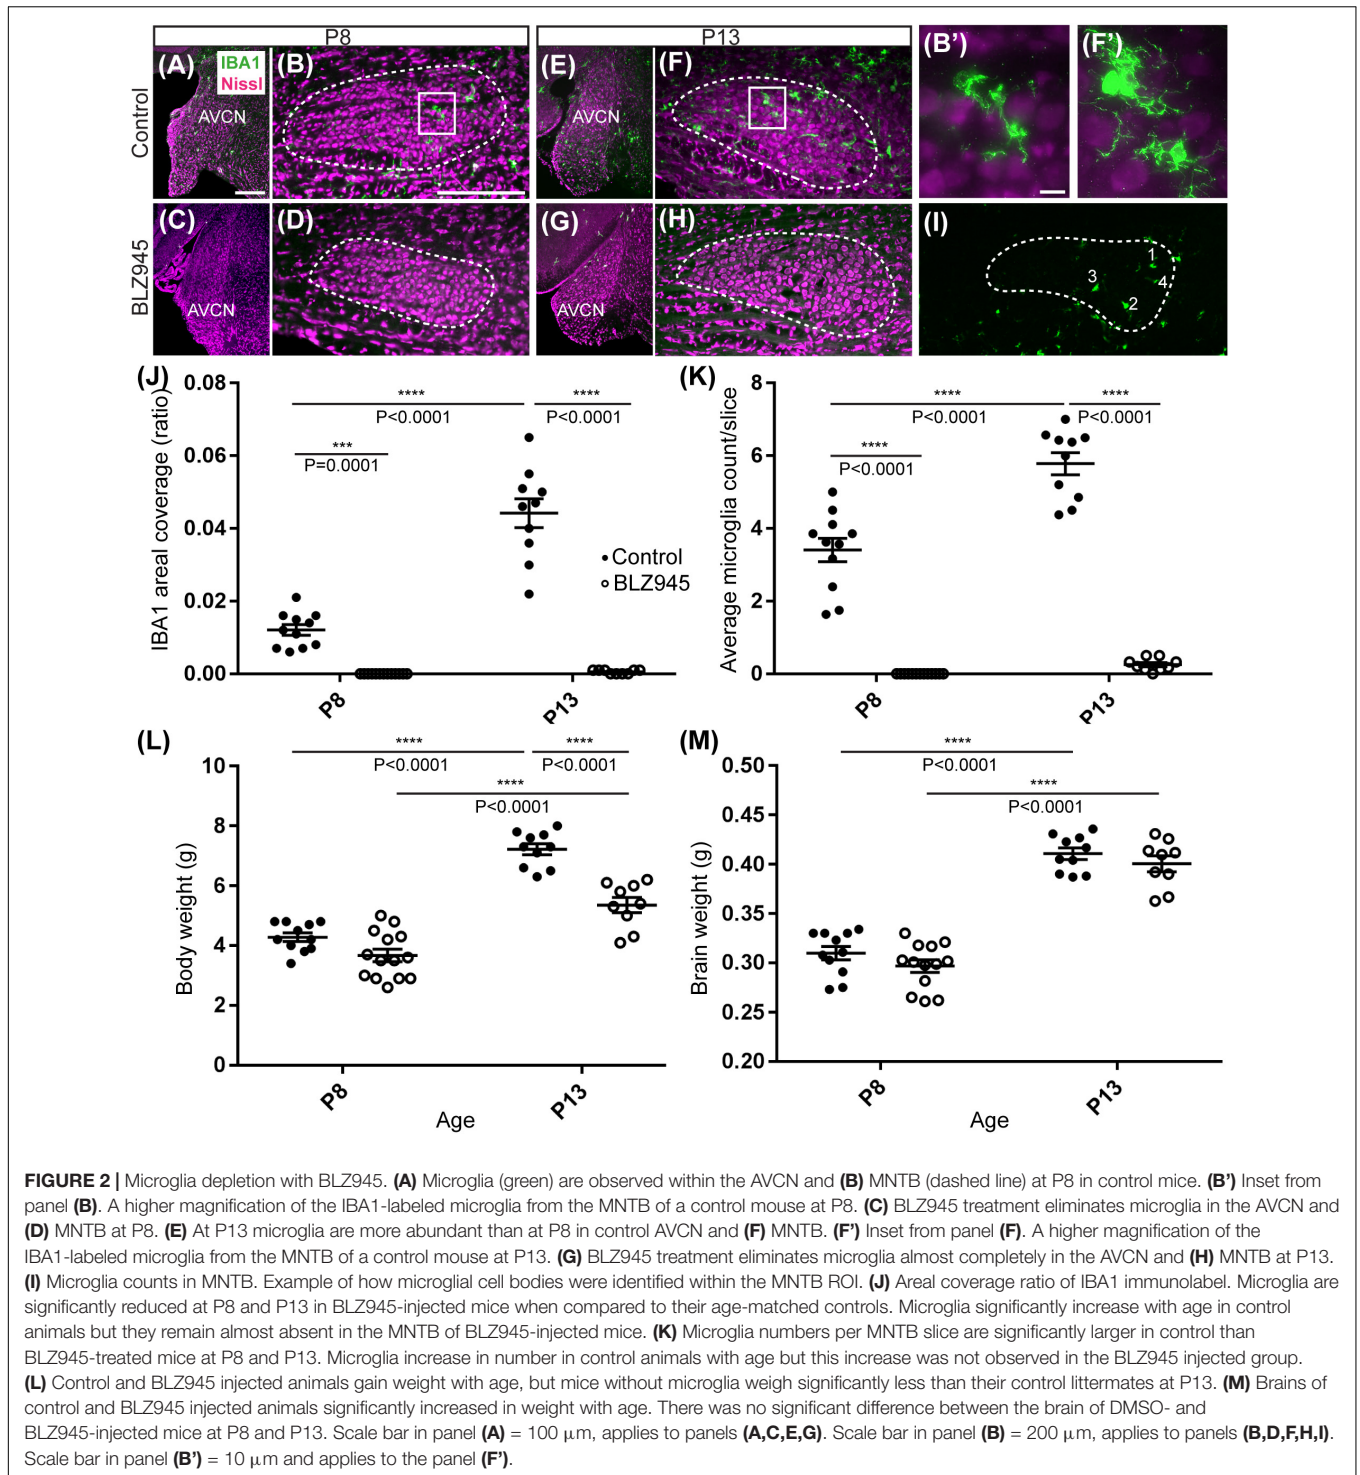 P8
P13
Control
BLZ945
(A)
IBA1
Nissl
AVCN
(B)
(E)
AVCN
(F)
(B’)
(F’)
(C)
AVCN
(D)
(G)
AVCN
(H)
(I)
1
2
3
4
(J)
IBA1 areal coverage (ratio)
0.08
0.06
0.04
0.02
0.00
****
P<0.0001
****
P<0.0001
***
P=0.0001
Control
BLZ945
P8
P13
(K)
Average microglia count/slice
8
6
4
2
0
****
P<0.0001
****
P<0.0001
****
P<0.0001
P8
P13
(L)
Body weight (g)
10
8
6
4
2
0
****
P<0.0001
****
P<0.0001
****
P<0.0001
P8
P13
Age
(M)
Brain weight (g)
0.50
0.45
0.40
0.35
0.30
0.25
0.20
****
P<0.0001
****
P<0.0001
P8
P13
Age
FIGURE 2 | Microglia depletion with BLZ945. (A) Microglia (green) are observed within the AVCN and (B) MNTB (dashed line) at P8 in control mice. (B’) Inset from
panel (B). A higher magnification of the IBA1-labeled microglia from the MNTB of a control mouse at P8. (C) BLZ945 treatment eliminates microglia in the AVCN and
(D) MNTB at P8. (E) At P13 microglia are more abundant than at P8 in control AVCN and (F) MNTB. (F’) Inset from panel (F). A higher magnification of the
IBA1-labeled microglia from the MNTB of a control mouse at P13. (G) BLZ945 treatment eliminates microglia almost completely in the AVCN and (H) MNTB at P13.
(I) Microglia counts in MNTB. Example of how microglial cell bodies were identified within the MNTB ROI. (J) Areal coverage ratio of IBA1 immunolabel. Microglia are
significantly reduced at P8 and P13 in BLZ945-injected mice when compared to their age-matched controls. Microglia significantly increase with age in control
animals but they remain almost absent in the MNTB of BLZ945-injected mice. (K) Microglia numbers per MNTB slice are significantly larger in control than
BLZ945-treated mice at P8 and P13. Microglia increase in number in control animals with age but this increase was not observed in the BLZ945 injected group.
(L) Control and BLZ945 injected animals gain weight with age, but mice without microglia weigh significantly less than their control littermates at P13. (M) Brains of
control and BLZ945 injected animals significantly increased in weight with age. There was no significant difference between the brain of DMSO- and
BLZ945-injected mice at P8 and P13. Scale bar in panel (A) = 100 μm, applies to panels (A,C,E,G). Scale bar in panel (B) = 200 μm, applies to panels (B,D,F,H,I).
Scale bar in panel (B’) = 10 μm and applies to the panel (F’).